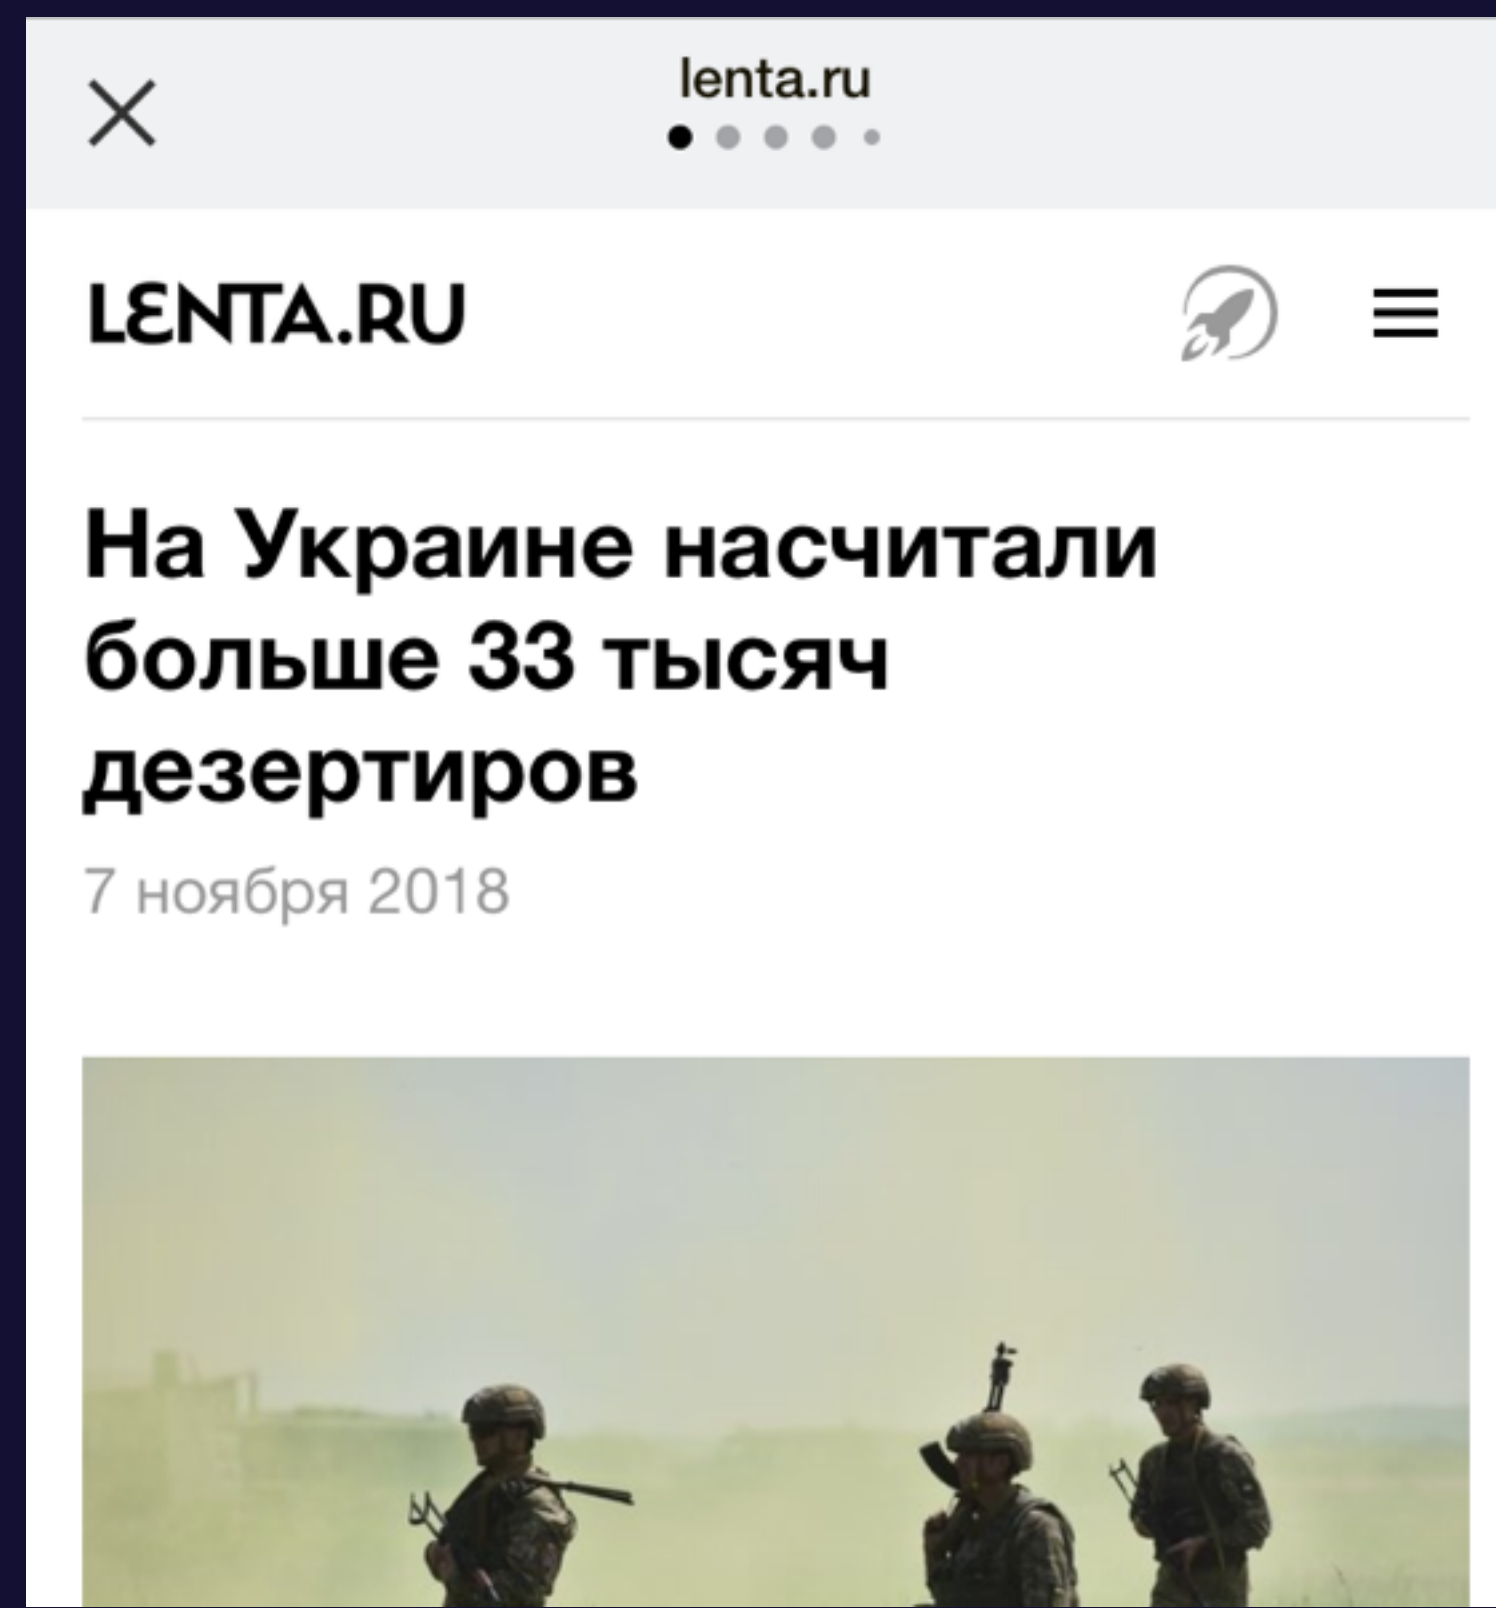 lenta.ru
LENTA.RU
На Украине насчитали
больше 33 тысяч
дезертиров
7 ноября 2018